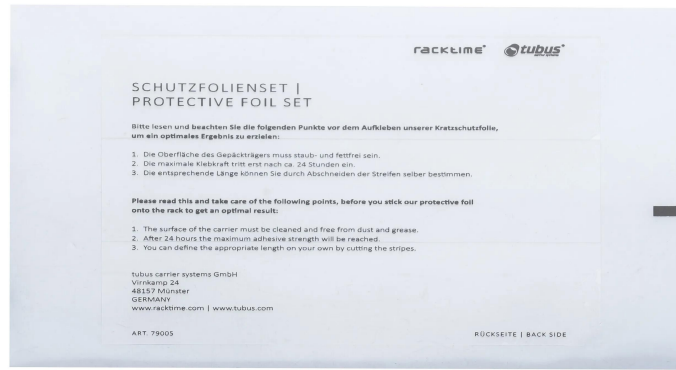 racktime tubus
SCHUTZFOLIENSET |
PROTECTIVE FOIL SET
Bitte lesen und beachten Sie die folgenden Punkte vor dem Aufkleben unserer Kratzschutzfolie,
um ein optimales Ergebnis zu erzielen:
1. Die Oberfläche des Gepäckträgers muss staub- und fettfrei sein.
2. Die maximale Klebkraft tritt erst nach ca. 24 Stunden ein.
3. Die entsprechende Länge können Sie durch Abschneiden der Streifen selber bestimmen.
Please read this and take care of the following points, before you stick our protective foil
onto the rack to get an optimal result:
1. The surface of the carrier must be cleaned and free from dust and grease.
2. After 24 hours the maximum adhesive strength will be reached.
3. You can define the appropriate length on your own by cutting the stripes.
tubus carrier systems GmbH
Virnkamp 24
48157 Münster
GERMANY
www.racktime.com | www.tubus.com
ART. 79005 RÜCKSEITE | BACK SIDE